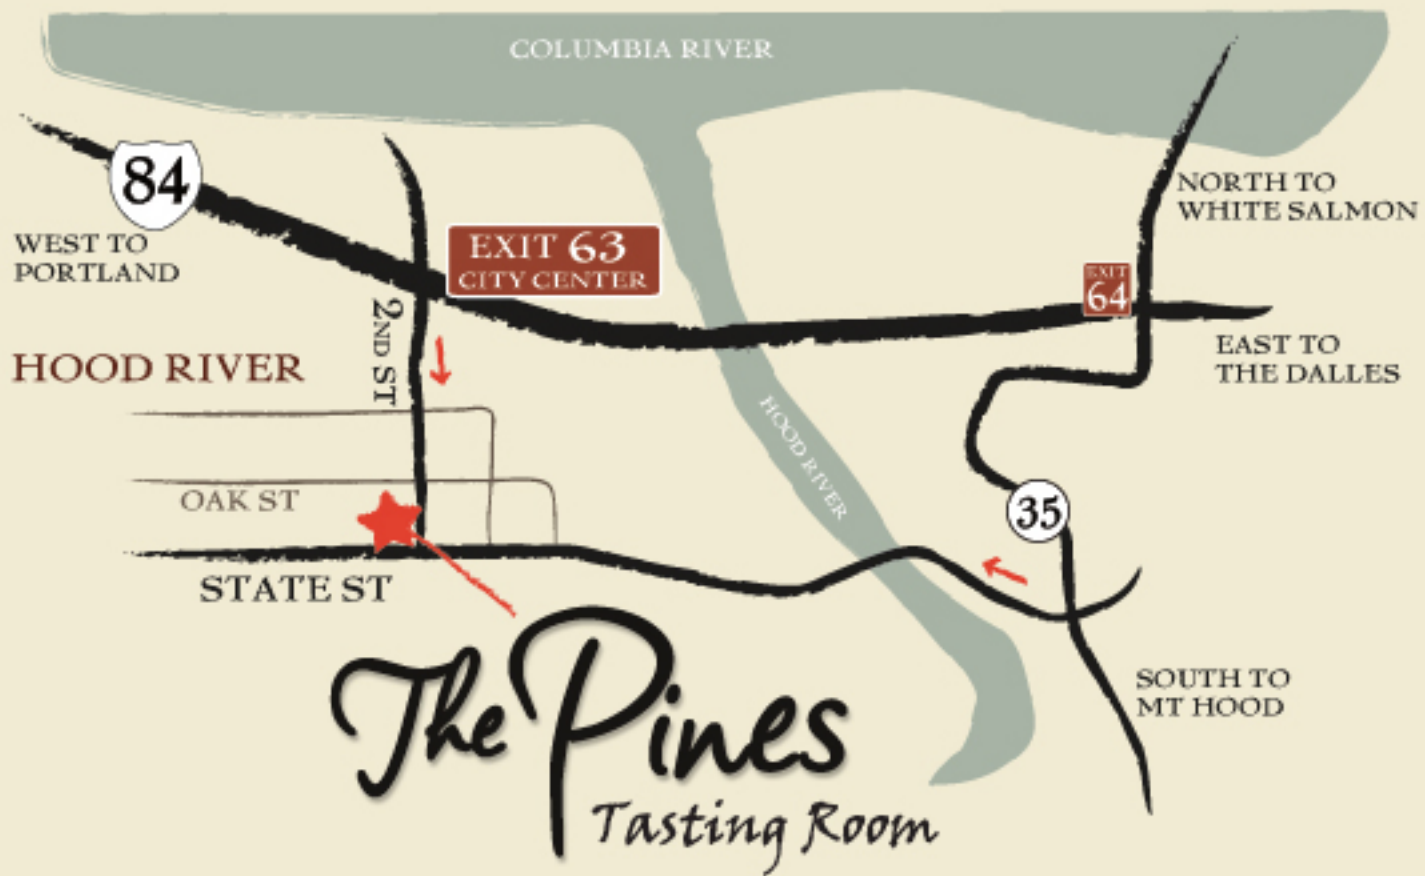 COLUMBIA RIVER
84
WEST TO
PORTLAND
EXIT 63
CITY CENTER
NORTH TO
WHITE SALMON
EXIT
64
2ND ST
EAST TO
THE DALLES
HOOD RIVER
HOOD RIVER
OAK ST
35
STATE ST
SOUTH TO
MT HOOD
The Pines
Tasting Room